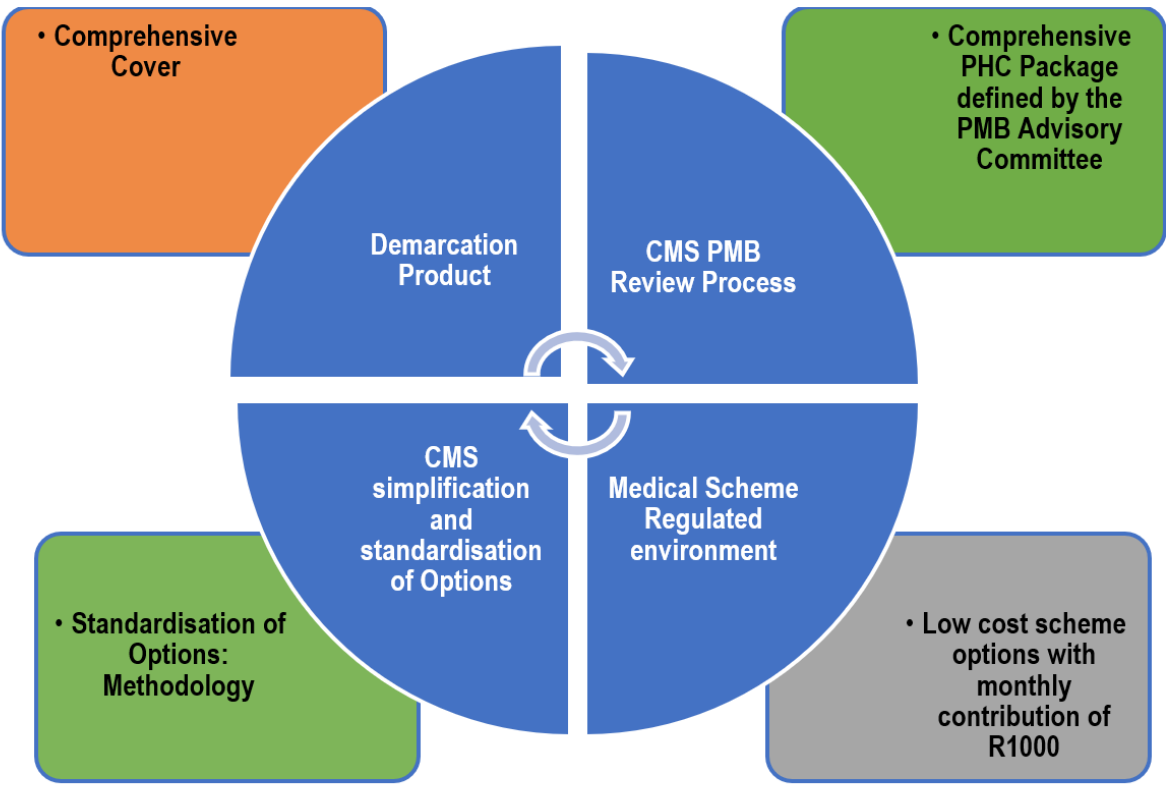 • Comprehensive
Cover
• Comprehensive
PHC Package
defined by the
PMB Advisory
Committee
Demarcation
Product
CMS PMB
Review Process
CMS
simplification
and
standardisation
of Options
Medical Scheme
Regulated
environment
• Standardisation of
Options:
Methodology
• Low cost scheme
options with
monthly
contribution of
R1000